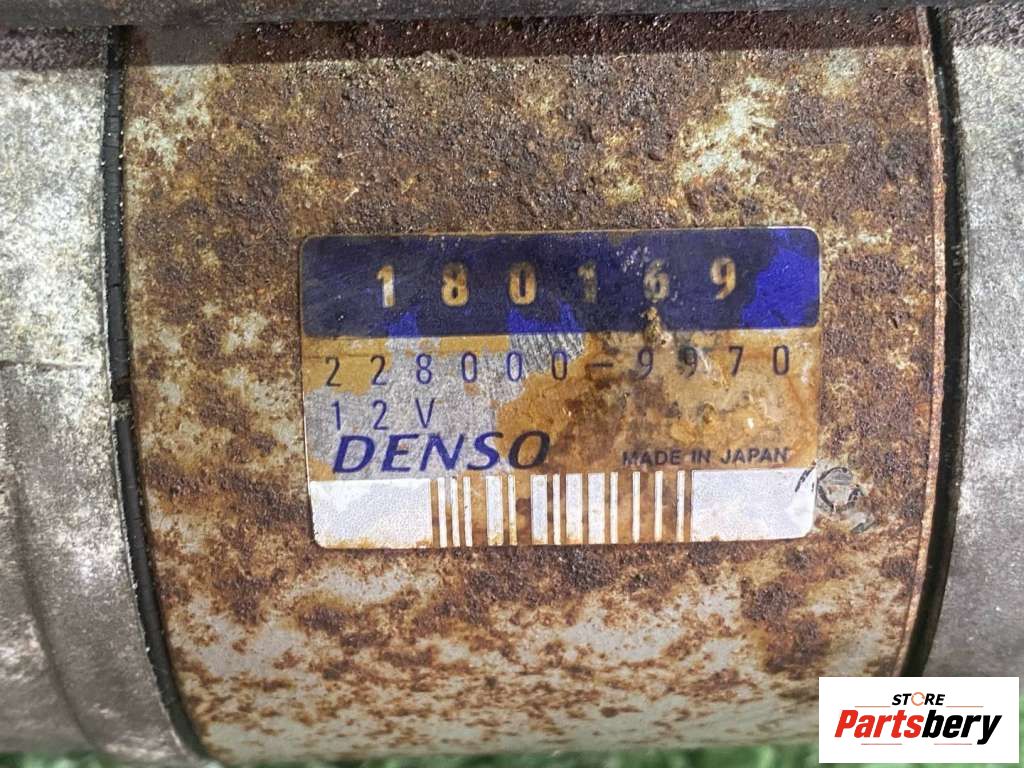 180169
228000-9970
12V
DENSO
MADE IN JAPAN
STORE
Partsbery